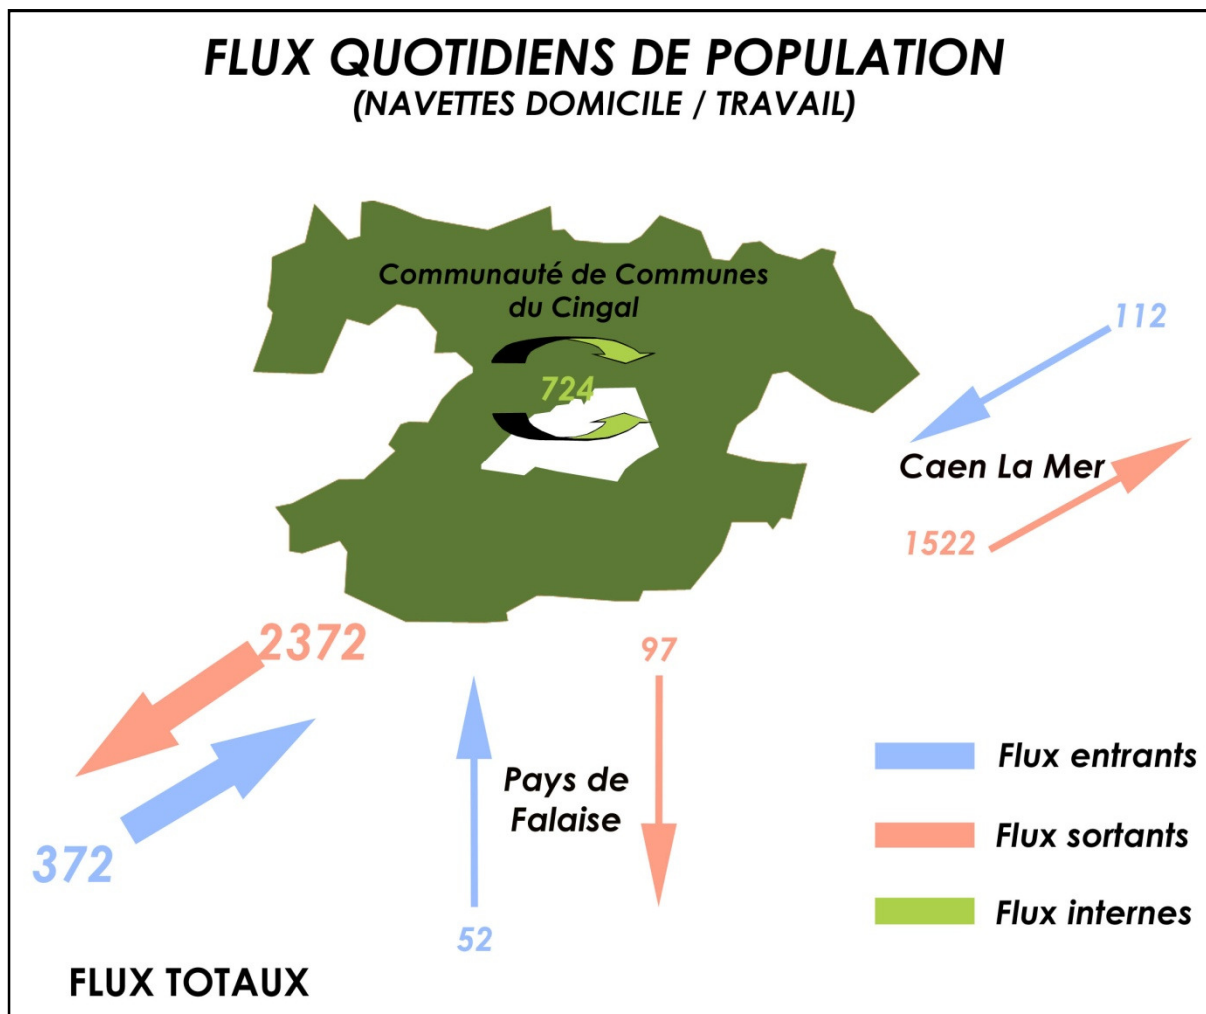 FLUX QUOTIDIENS DE POPULATION
(NAVETTES DOMICILE / TRAVAIL)
Communauté de Communes
du Cingal
724
112
Caen La Mer
1522
2372
372
97
Pays de
Falaise
52
Flux entrants
Flux sortants
Flux internes
FLUX TOTAUX